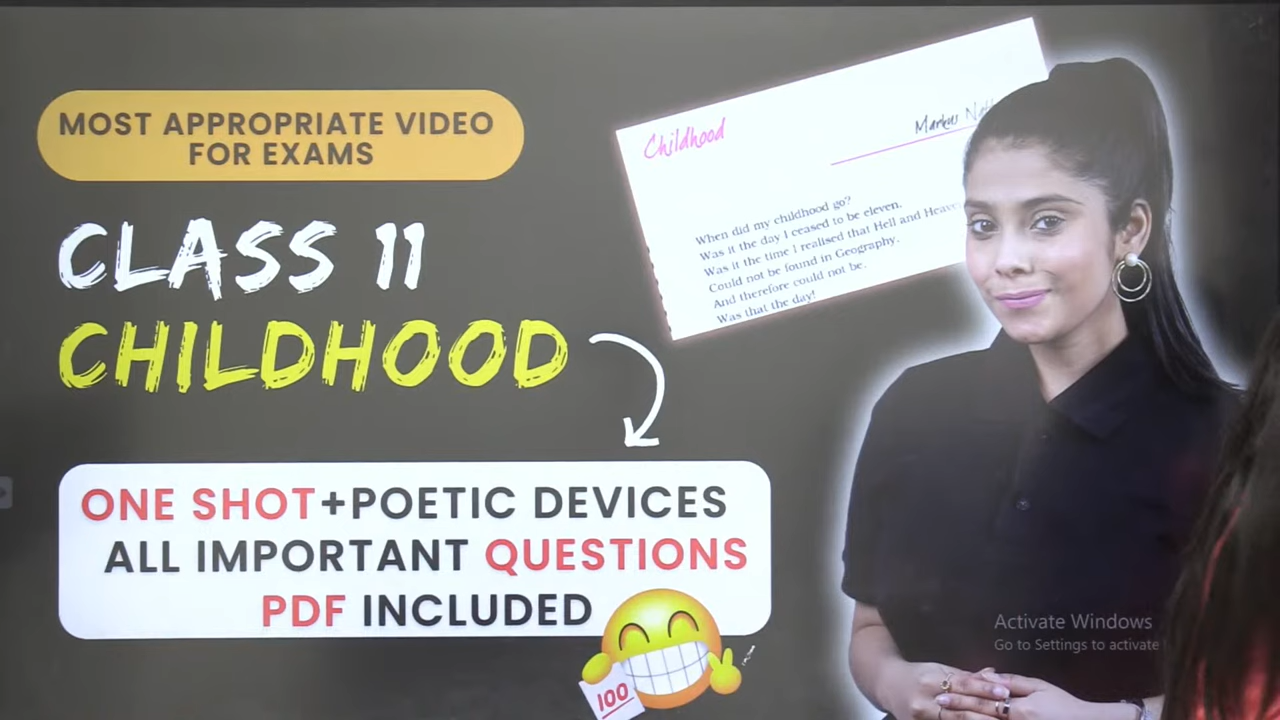 MOST APPROPRIATE VIDEO
FOR EXAMS
CLASS 11
CHILDHOOD
ONE SHOT+POETIC DEVICES
ALL IMPORTANT QUESTIONS
PDF INCLUDED
100
Childhood
Markus
When did my childhood go?
Was it the day I ceased to be eleven,
Was it the time I realised that Hell and
Could not be found in Geography,
And therefore could not be,
Was that the day!
Activate Windows
Go to Settings to activate